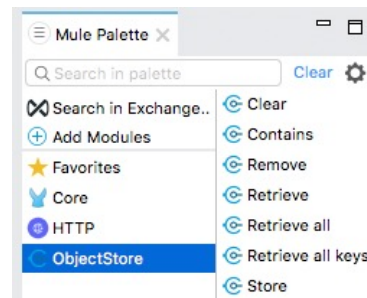 Mule Palette
Search in palette
Clear
Search in Exchange..
Add Modules
Favorites
Core
HTTP
ObjectStore
Clear
Contains
Remove
Retrieve
Retrieve all
Retrieve all keys
Store